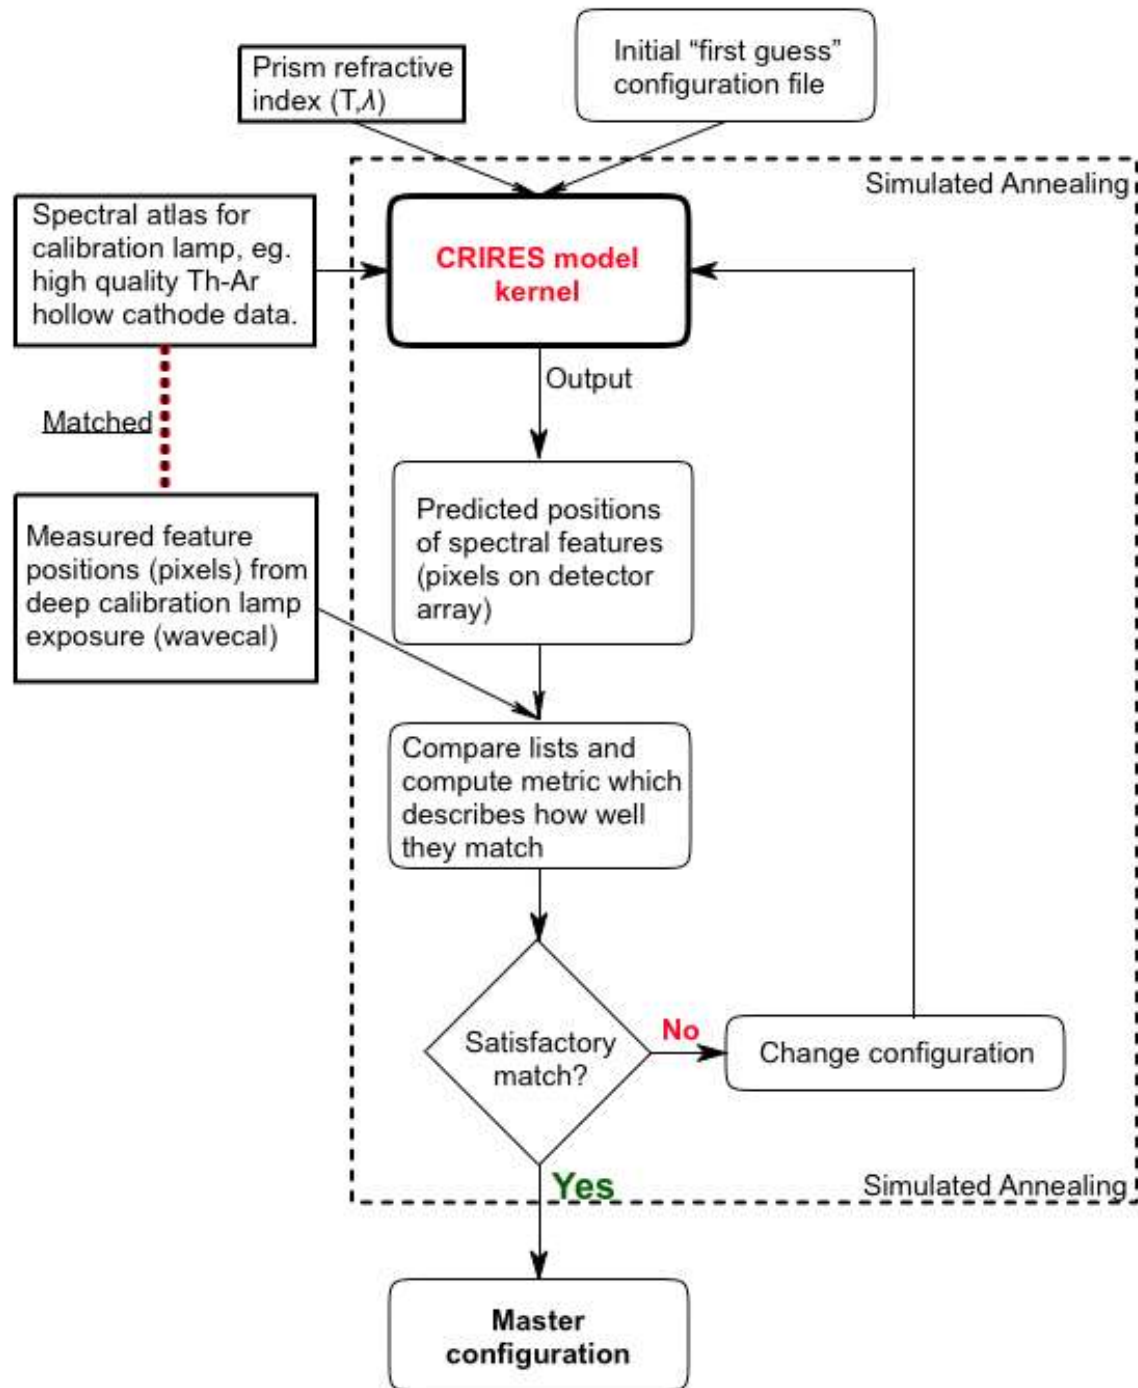 Prism refractive
index (T,λ)
Initial “first guess”
configuration file
Simulated Annealing
Spectral atlas for
calibration lamp, eg.
high quality Th-Ar
hollow cathode data.
CRIRES model
kernel
Output
Matched
Measured feature
positions (pixels) from
deep calibration lamp
exposure (wavecal)
Predicted positions
of spectral features
(pixels on detector
array)
Compare lists and
compute metric which
describes how well
they match
Satisfactory
match?
No
Change configuration
Yes
Simulated Annealing
Master
configuration